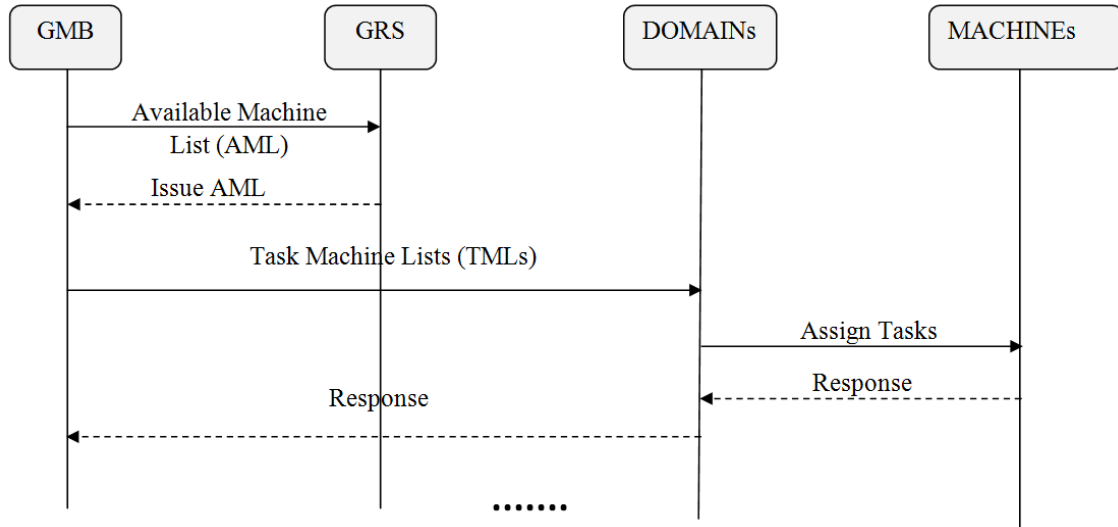 GMB
GRS
DOMAINs
MACHINEs
Available Machine
List (AML)
Issue AML
Task Machine Lists (TMLs)
Assign Tasks
Response
Response
.......